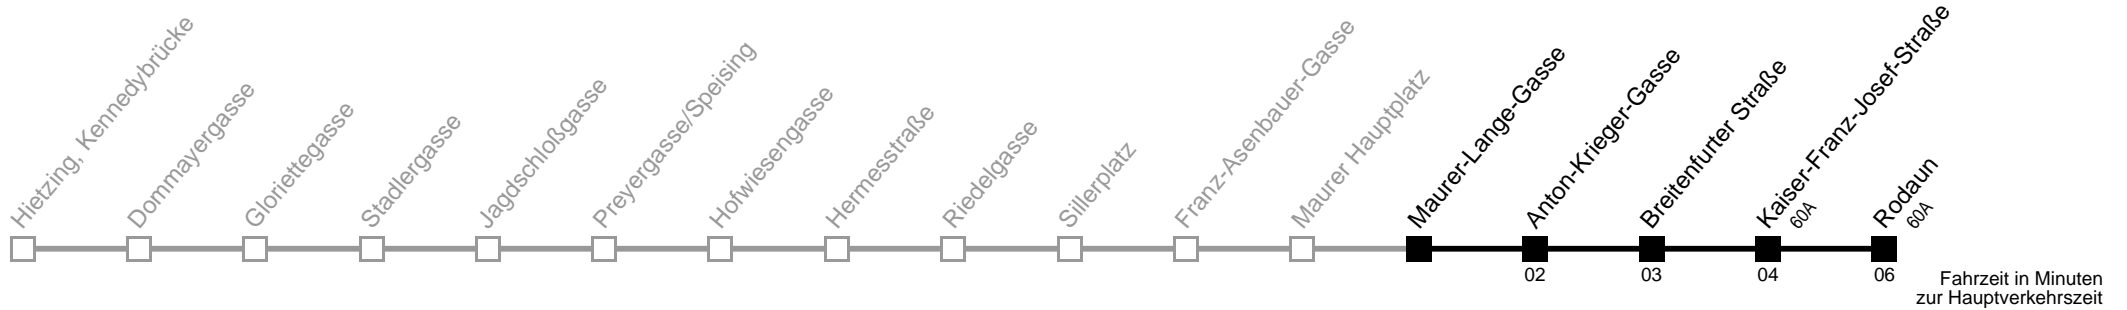 Hietzing, Kennedybrücke
Dommayergasse
Gloriettegasse
Stadlergasse
Jagdschloßgasse
Preyergasse/Speising
Hofwiesengasse
Hermesstraße
Riedelgasse
Sillerplatz
Franz-Asenbauer-Gasse
Maurer Hauptplatz
Maurer-Lange-Gasse
Anton-Krieger-Gasse
02
Breitenfurter Straße
03
Kaiser-Franz-Josef-Straße
60A
04
Rodaun
60A
06
Fahrzeit in Minuten
zur Hauptverkehrszeit